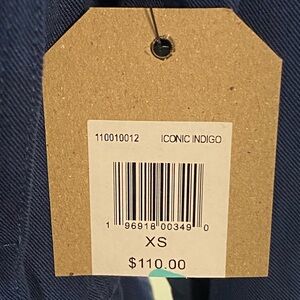 110010012 ICONIC INDIGO
1 96918 00349 0
XS
$110.00